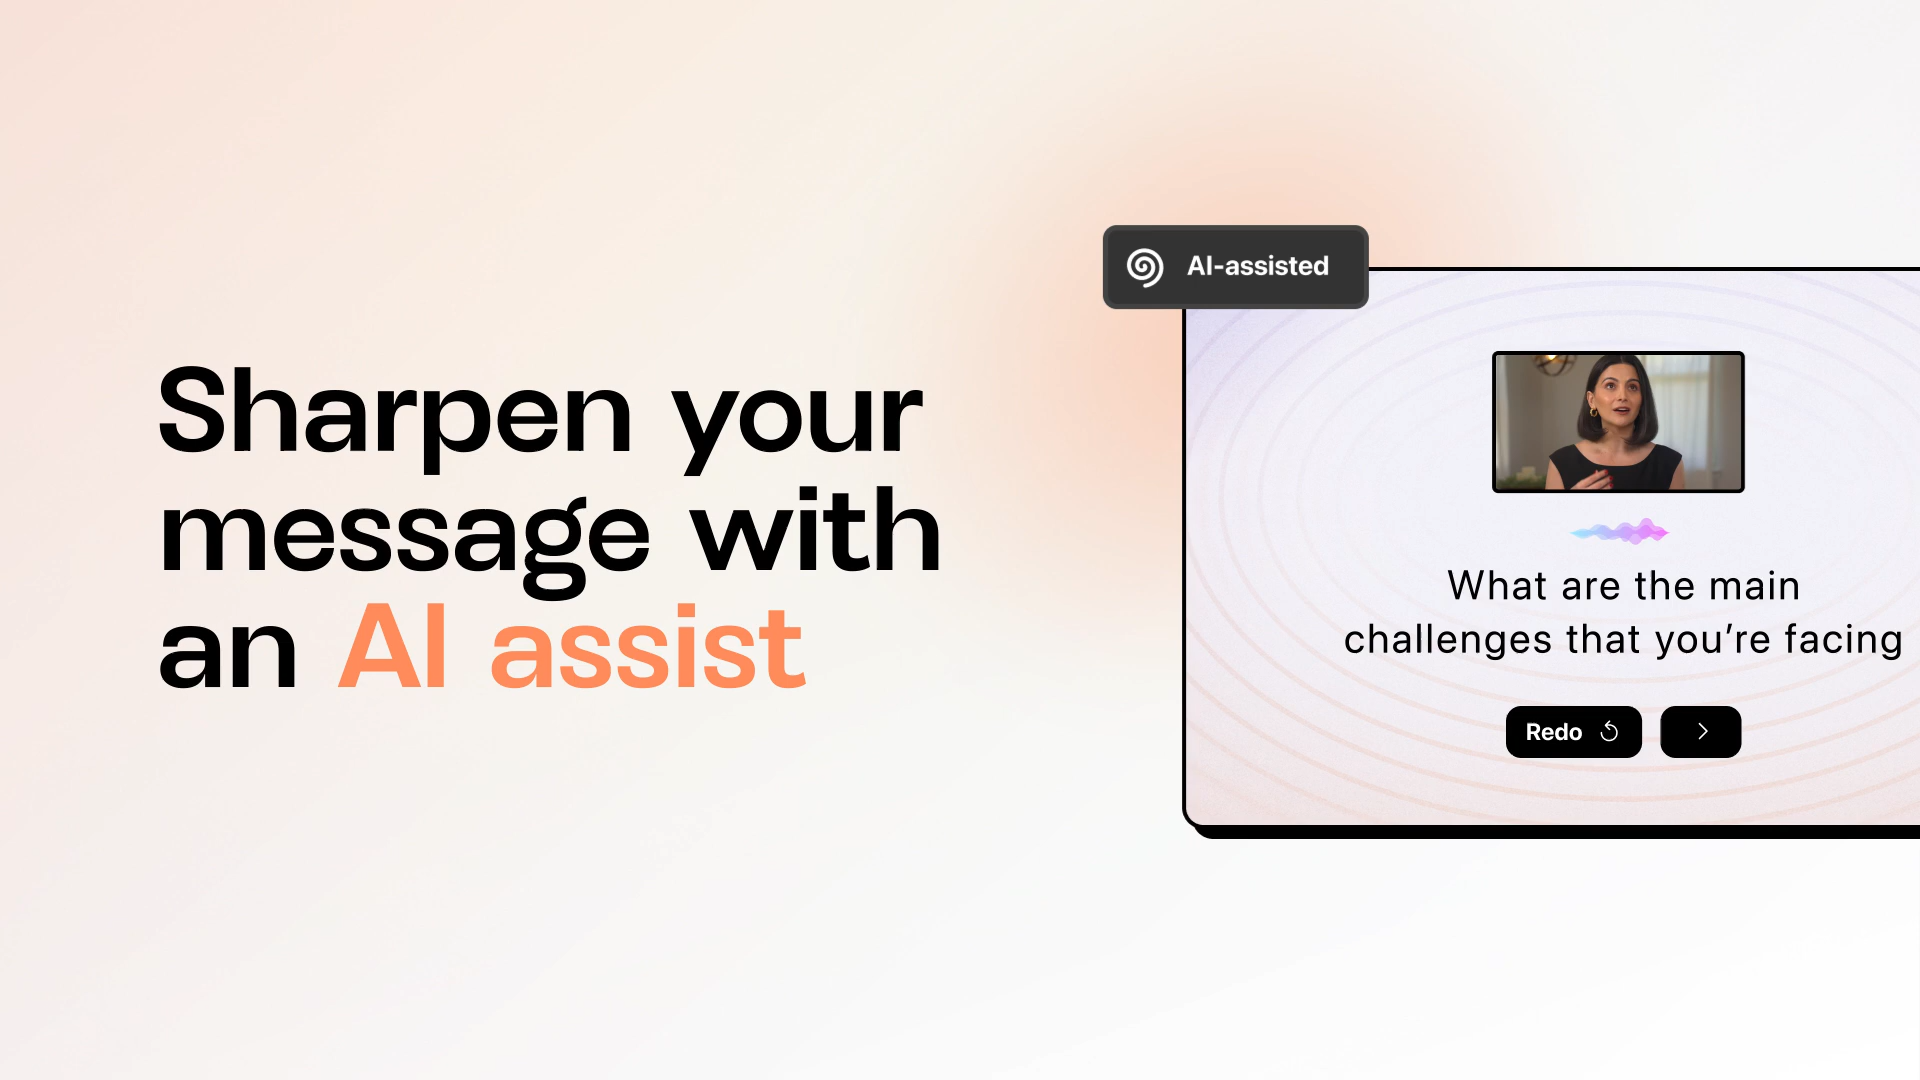 Sharpen your
message with
an AI assist
AI-assisted
What are the main
challenges that you’re facing
Redo